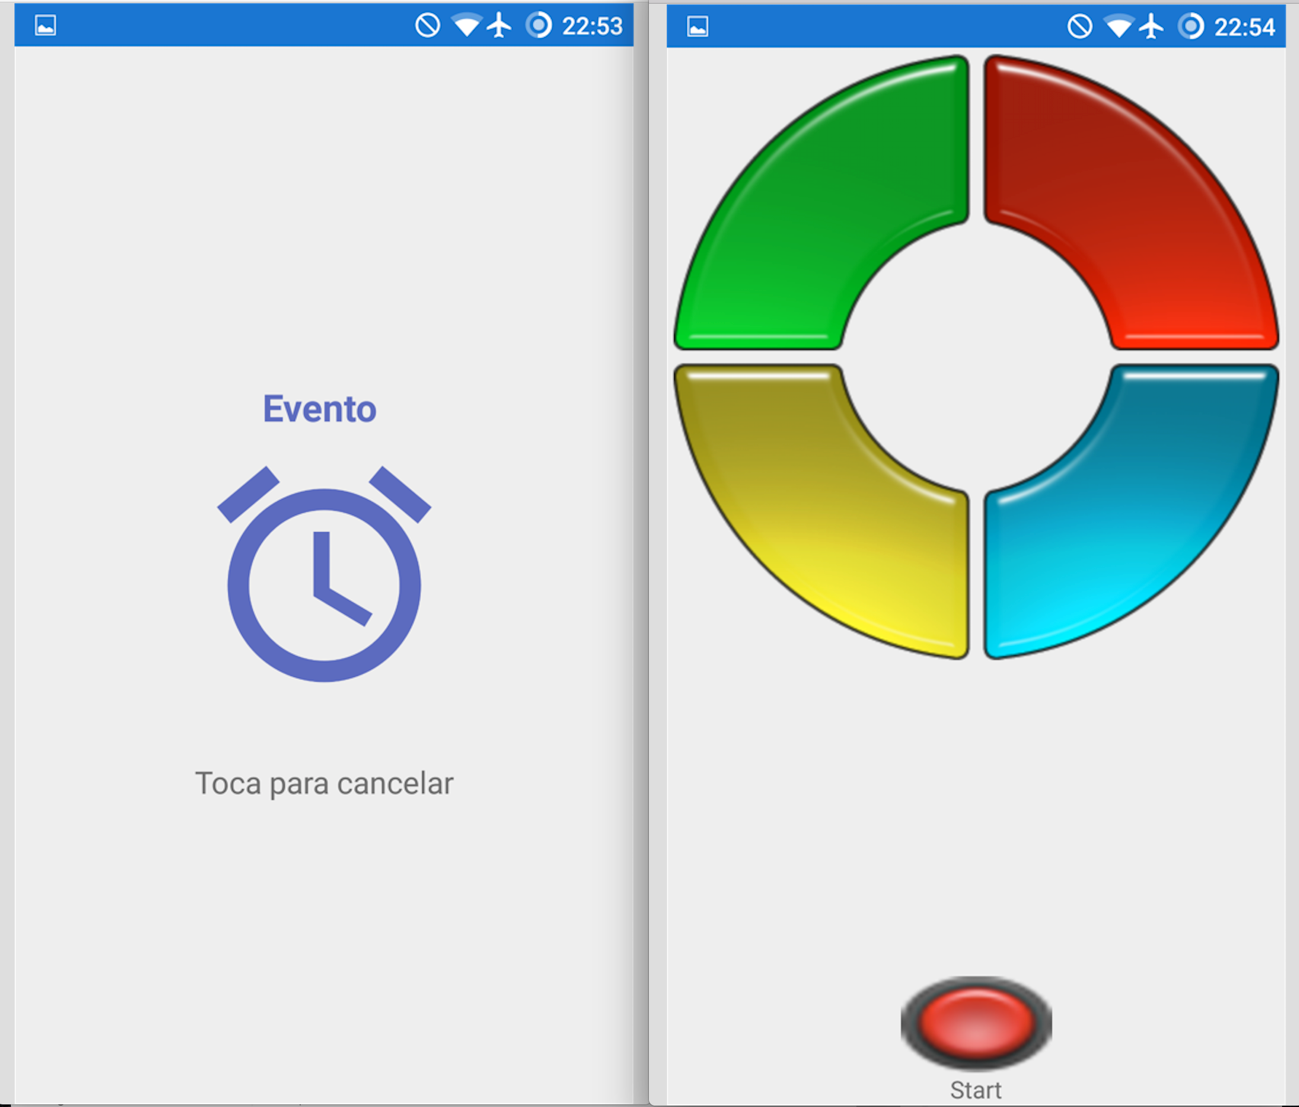 22:53
Evento
Toca para cancelar
22:54
Start